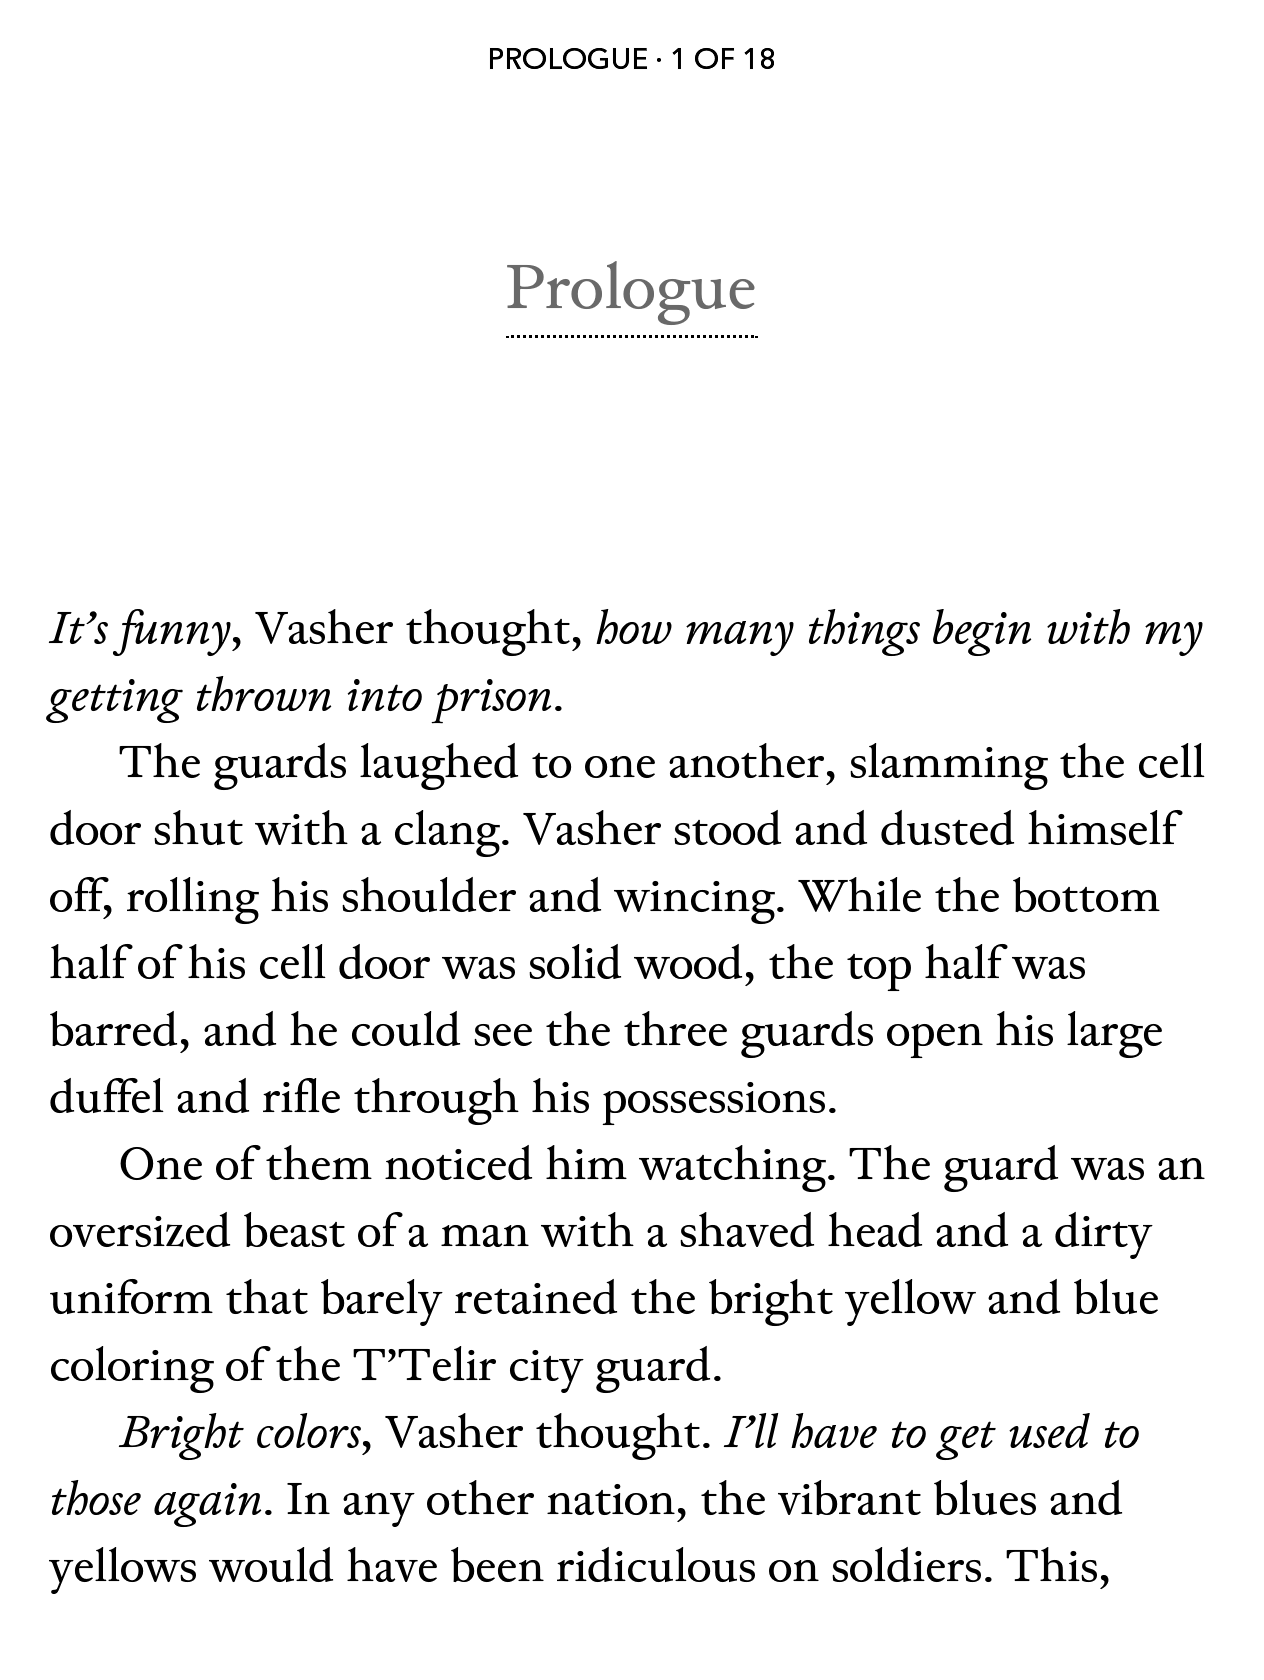 PROLOGUE · 1 OF 18
Prologue
It’s funny, Vasher thought, how many things begin with my
getting thrown into prison.
The guards laughed to one another, slamming the cell
door shut with a clang. Vasher stood and dusted himself
off, rolling his shoulder and wincing. While the bottom
half of his cell door was solid wood, the top half was
barred, and he could see the three guards open his large
duffel and rifle through his possessions.
One of them noticed him watching. The guard was an
oversized beast of a man with a shaved head and a dirty
uniform that barely retained the bright yellow and blue
coloring of the T’Telir city guard.
Bright colors, Vasher thought. I’ll have to get used to
those again. In any other nation, the vibrant blues and
yellows would have been ridiculous on soldiers. This,